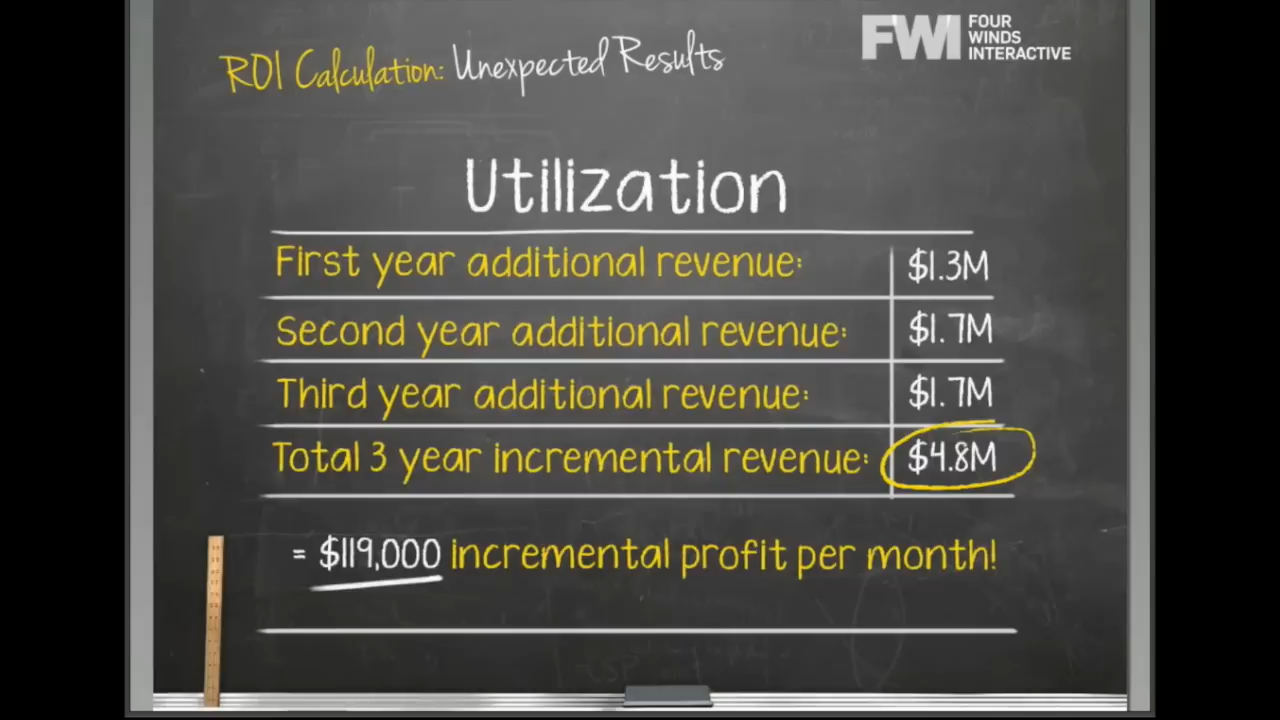 ROI Calculation: Unexpected Results
FWI FOUR
WINDS
INTERACTIVE
Utilization
First year additional revenue: $1.3M
Second year additional revenue: $1.7M
Third year additional revenue: $1.7M
Total 3 year incremental revenue: $4.8M
= $119,000 incremental profit per month!